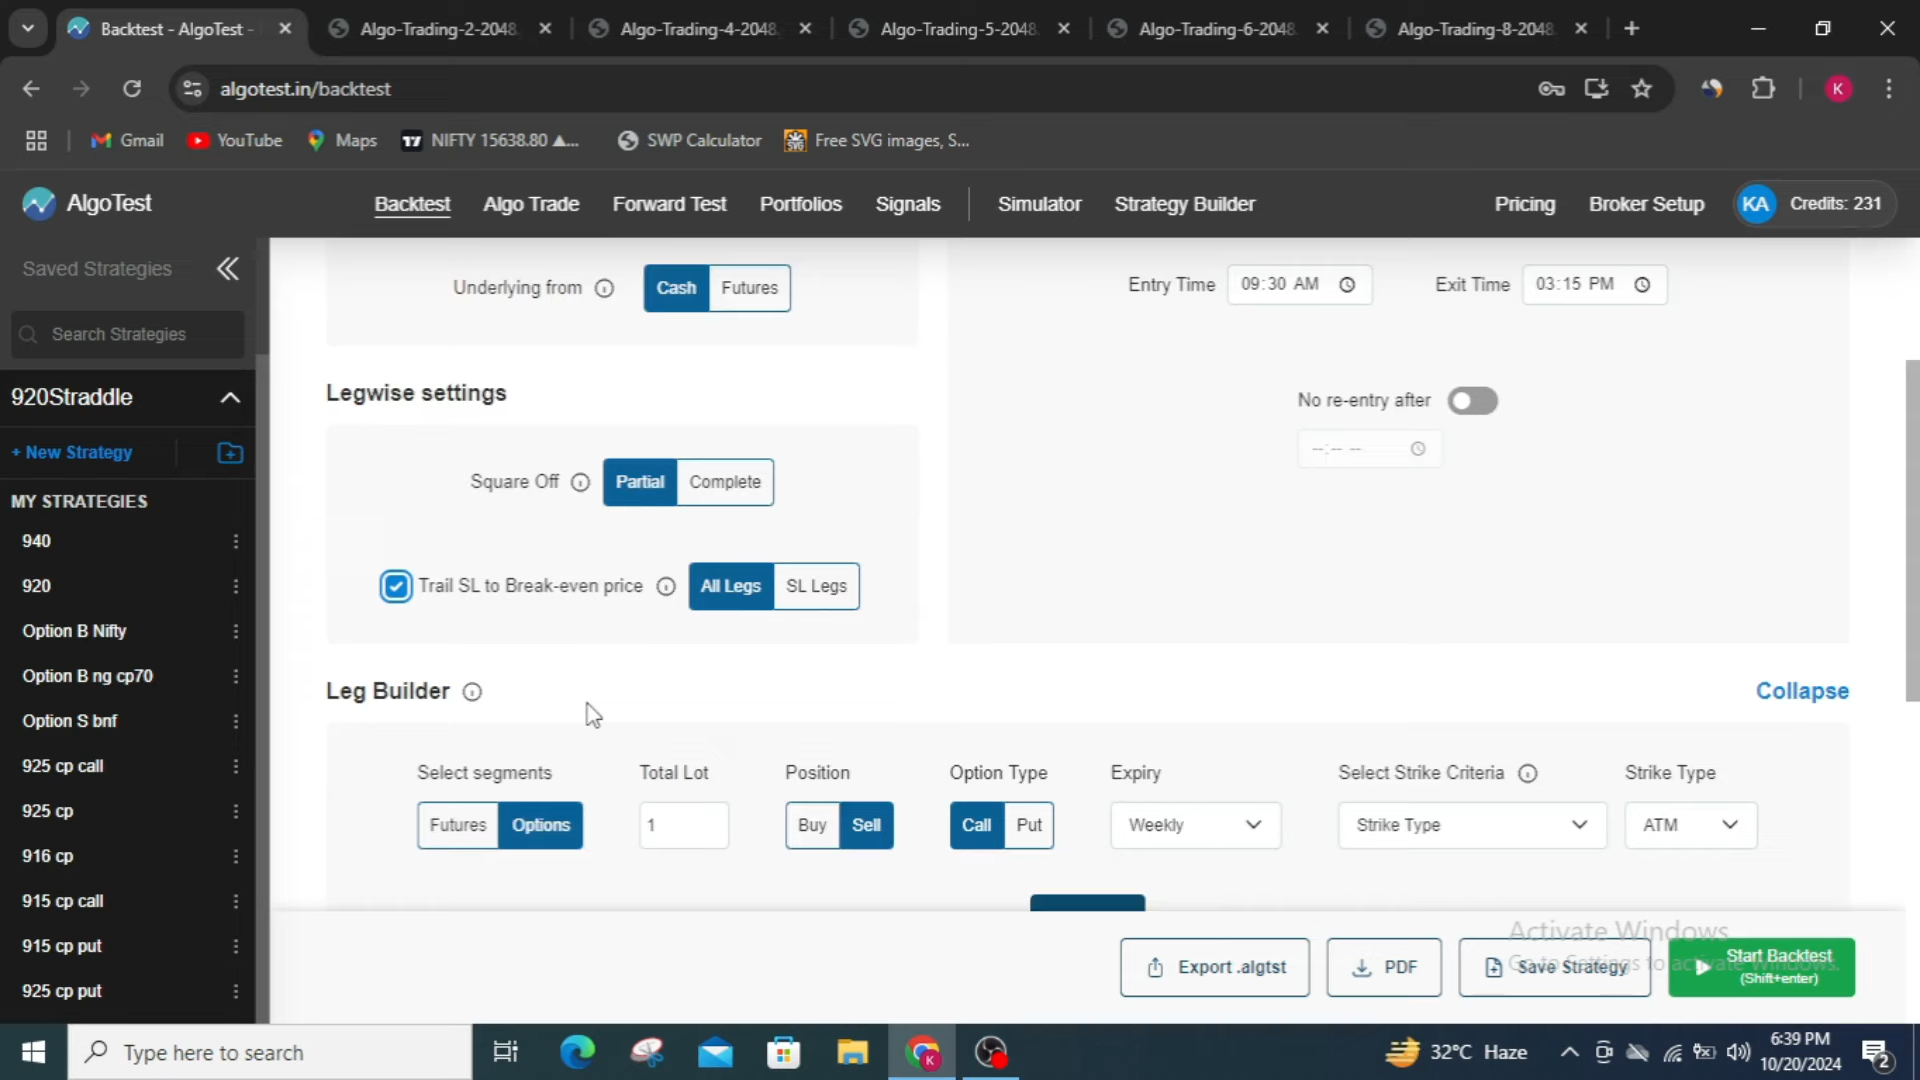 Backtest - AlgoTest -
Algo-Trading-2-2048
Algo-Trading-4-2048
Algo-Trading-5-2048
Algo-Trading-6-2048
Algo-Trading-8-2048
algotest.in/backtest
K
Gmail
YouTube
Maps
NIFTY 15638.80 ▲...
SWP Calculator
Free SVG images, S...
AlgoTest
Backtest
Algo Trade
Forward Test
Portfolios
Signals
Simulator
Strategy Builder
Pricing
Broker Setup
KA
Credits: 231
Saved Strategies
Search Strategies
920Straddle
+ New Strategy
MY STRATEGIES
940
920
Option B Nifty
Option B ng cp70
Option S bnf
925 cp call
925 cp
916 cp
915 cp call
915 cp put
925 cp put
Underlying from
Cash
Futures
Entry Time
09:30 AM
Exit Time
03:15 PM
Legwise settings
No re-entry after
--:-- --
Square Off
Partial
Complete
Trail SL to Break-even price
All Legs
SL Legs
Leg Builder
Collapse
Select segments
Total Lot
Position
Option Type
Expiry
Select Strike Criteria
Strike Type
Futures
Options
1
Buy
Sell
Call
Put
Weekly
Strike Type
ATM
Activate Windows
Go to Settings to activate Windows.
Export .algtst
PDF
Save Strategy
Start Backtest
(Shift+enter)
Type here to search
K
32°C Haze
6:39 PM
10/20/2024
2